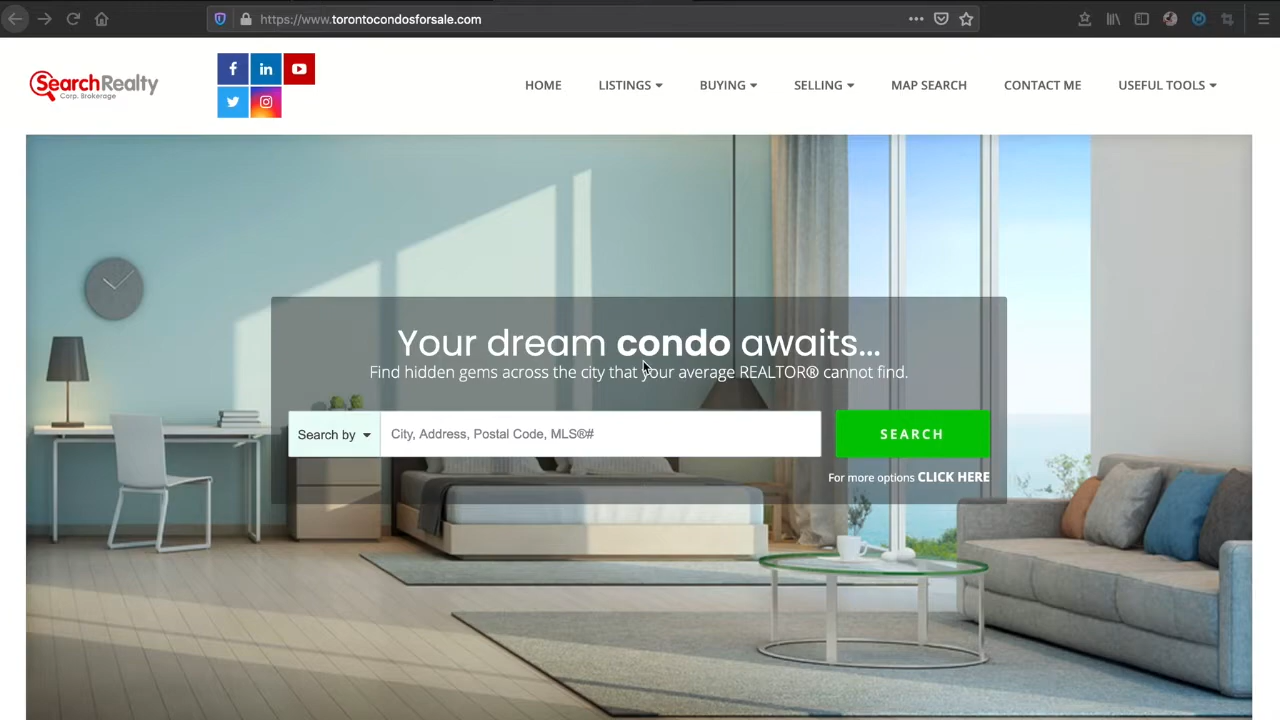 https://www.torontocondosforsale.com
SearchRealty
Corp. Brokerage
HOME
LISTINGS
BUYING
SELLING
MAP SEARCH
CONTACT ME
USEFUL TOOLS
Your dream condo awaits...
Find hidden gems across the city that your average REALTOR® cannot find.
Search by
City, Address, Postal Code, MLS®#
SEARCH
For more options CLICK HERE